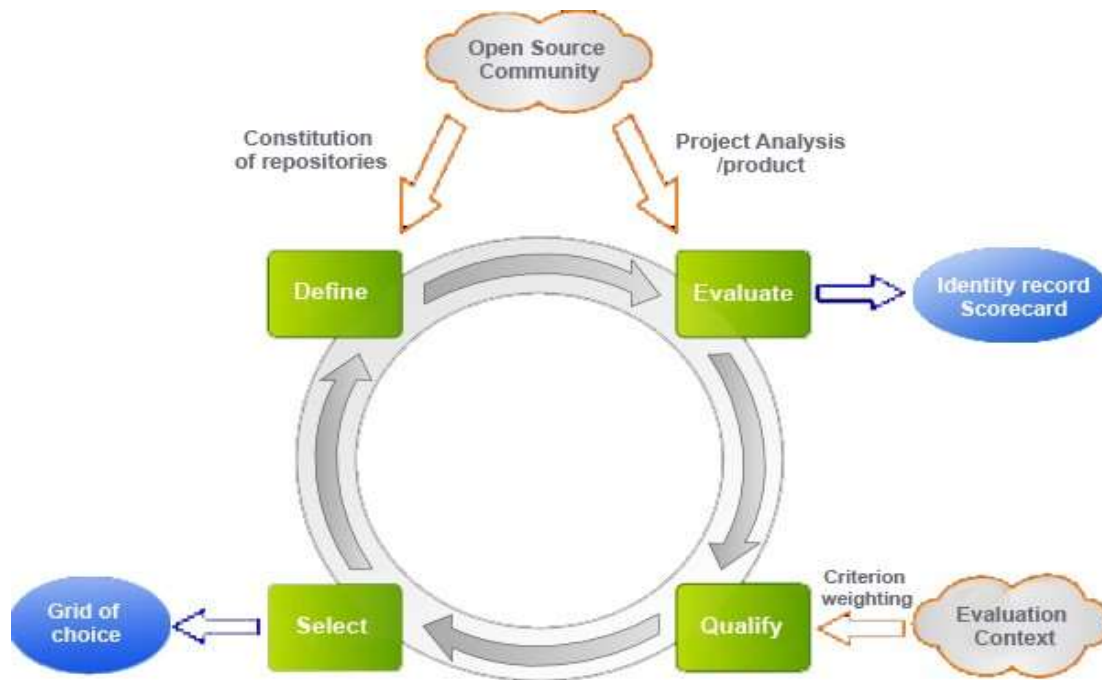 Open Source
Community
Constitution
of repositories
Project Analysis
/product
Define
Evaluate
Identity record
Scorecard
Grid of
choice
Select
Qualify
Criterion
weighting
Evaluation
Context